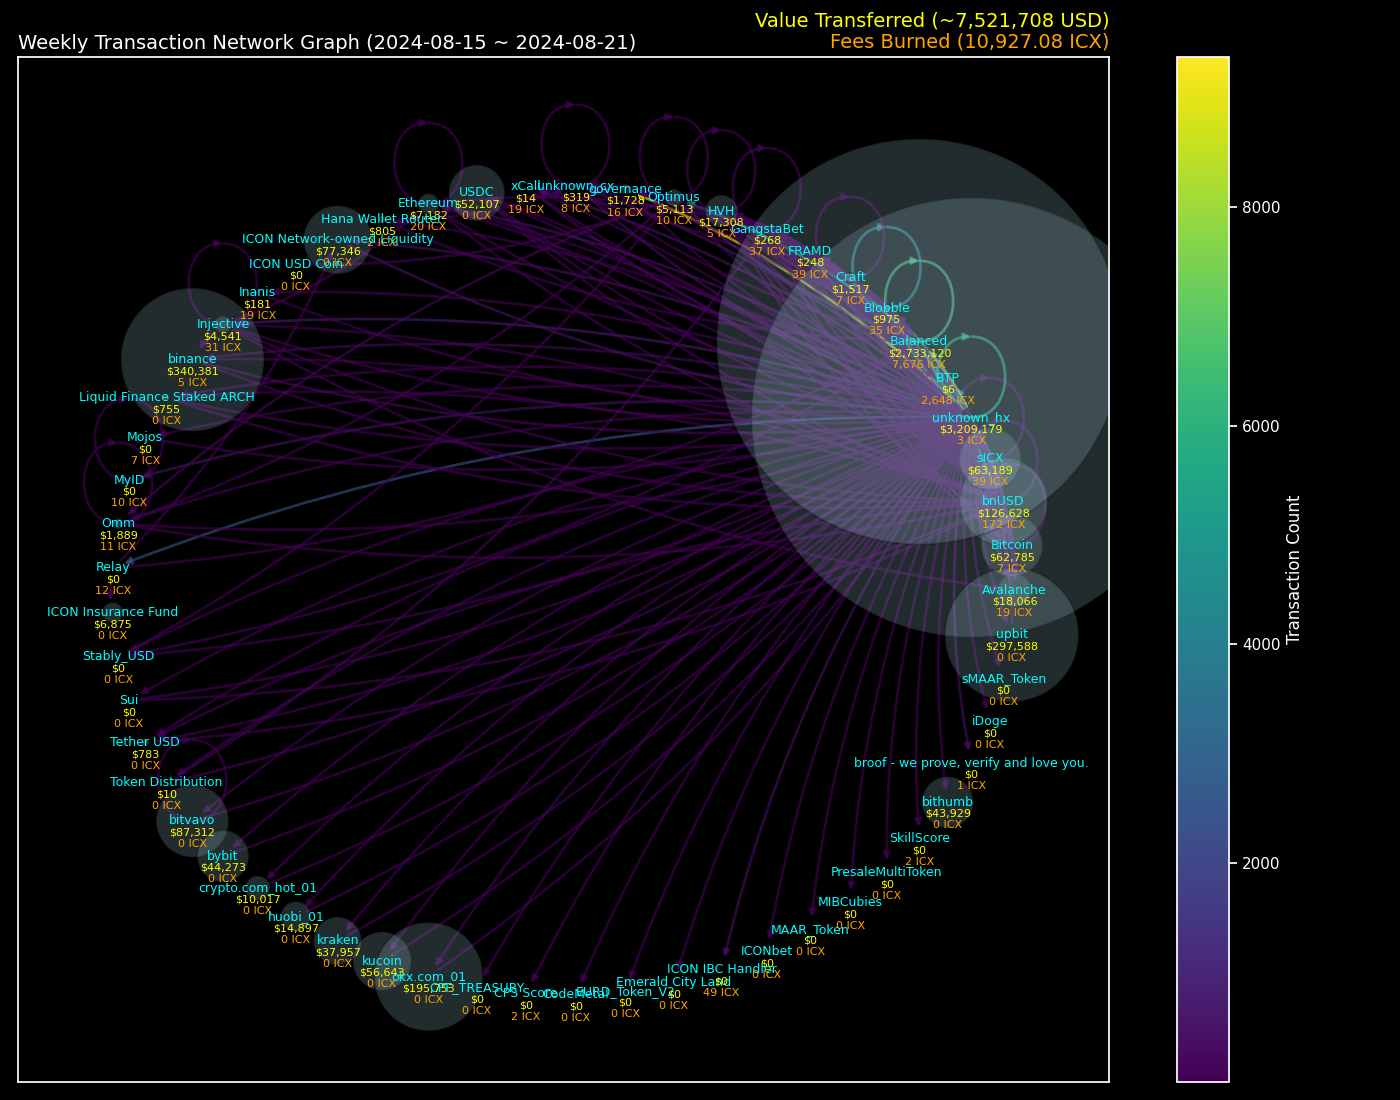 Value Transferred (~7,521,708 USD)
Weekly Transaction Network Graph (2024-08-15 ~ 2024-08-21)
Fees Burned (10,927.08 ICX)
USDC
$52,107
0 ICX
xCall
$14
19 ICX
unknown_cx
$319
8 ICX
governance
$1,728
16 ICX
Optimus
$5,113
10 ICX
HVH
$17,308
5 ICX
GangstaBet
$268
37 ICX
FRAMD
$248
39 ICX
Craft
$1,517
7 ICX
Blobble
$975
35 ICX
Balanced
$2,733,120
7,676 ICX
BTP
$6
2,648 ICX
unknown_hx
$3,209,179
3 ICX
sICX
$63,189
39 ICX
bnUSD
$126,628
172 ICX
Bitcoin
$62,785
7 ICX
Avalanche
$18,066
19 ICX
upbit
$297,588
0 ICX
sMAAR_Token
$0
0 ICX
iDoge
$0
0 ICX
broof - we prove, verify and love you.
$0
1 ICX
bithumb
$43,929
0 ICX
SkillScore
$0
2 ICX
PresaleMultiToken
$0
0 ICX
MIBCubies
$0
0 ICX
MAAR_Token
$0
0 ICX
ICONbet
$0
0 ICX
ICON IBC Handler
$0
49 ICX
Emerald City Land
$0
0 ICX
EURD_Token_V2
$0
0 ICX
CodeMetal
$0
0 ICX
CPS Score
$0
2 ICX
$0
0 ICX
okx.com_01
0 ICX
kucoin
$56,643
0 ICX
kraken
$37,957
0 ICX
huobi_01
$14,897
0 ICX
crypto.com_hot_01
$10,017
0 ICX
bybit
$44,273
0 ICX
bitvavo
$87,312
0 ICX
Token Distribution
$10
0 ICX
Tether USD
$783
0 ICX
Sui
$0
0 ICX
Stably_USD
$0
0 ICX
ICON Insurance Fund
$6,875
0 ICX
Relay
$0
12 ICX
Omm
$1,889
11 ICX
MyID
$0
10 ICX
Mojos
$0
7 ICX
Liquid Finance Staked ARCH
$755
0 ICX
binance
$340,381
5 ICX
Injective
$4,541
31 ICX
Inanis
$181
19 ICX
ICON USD Coin
$0
0 ICX
ICON Network-owned Liquidity
$77,346
0 ICX
Hana Wallet Router
$805
2 ICX
Ethereum
$7,182
20 ICX
8000
6000
4000
2000
Transaction Count